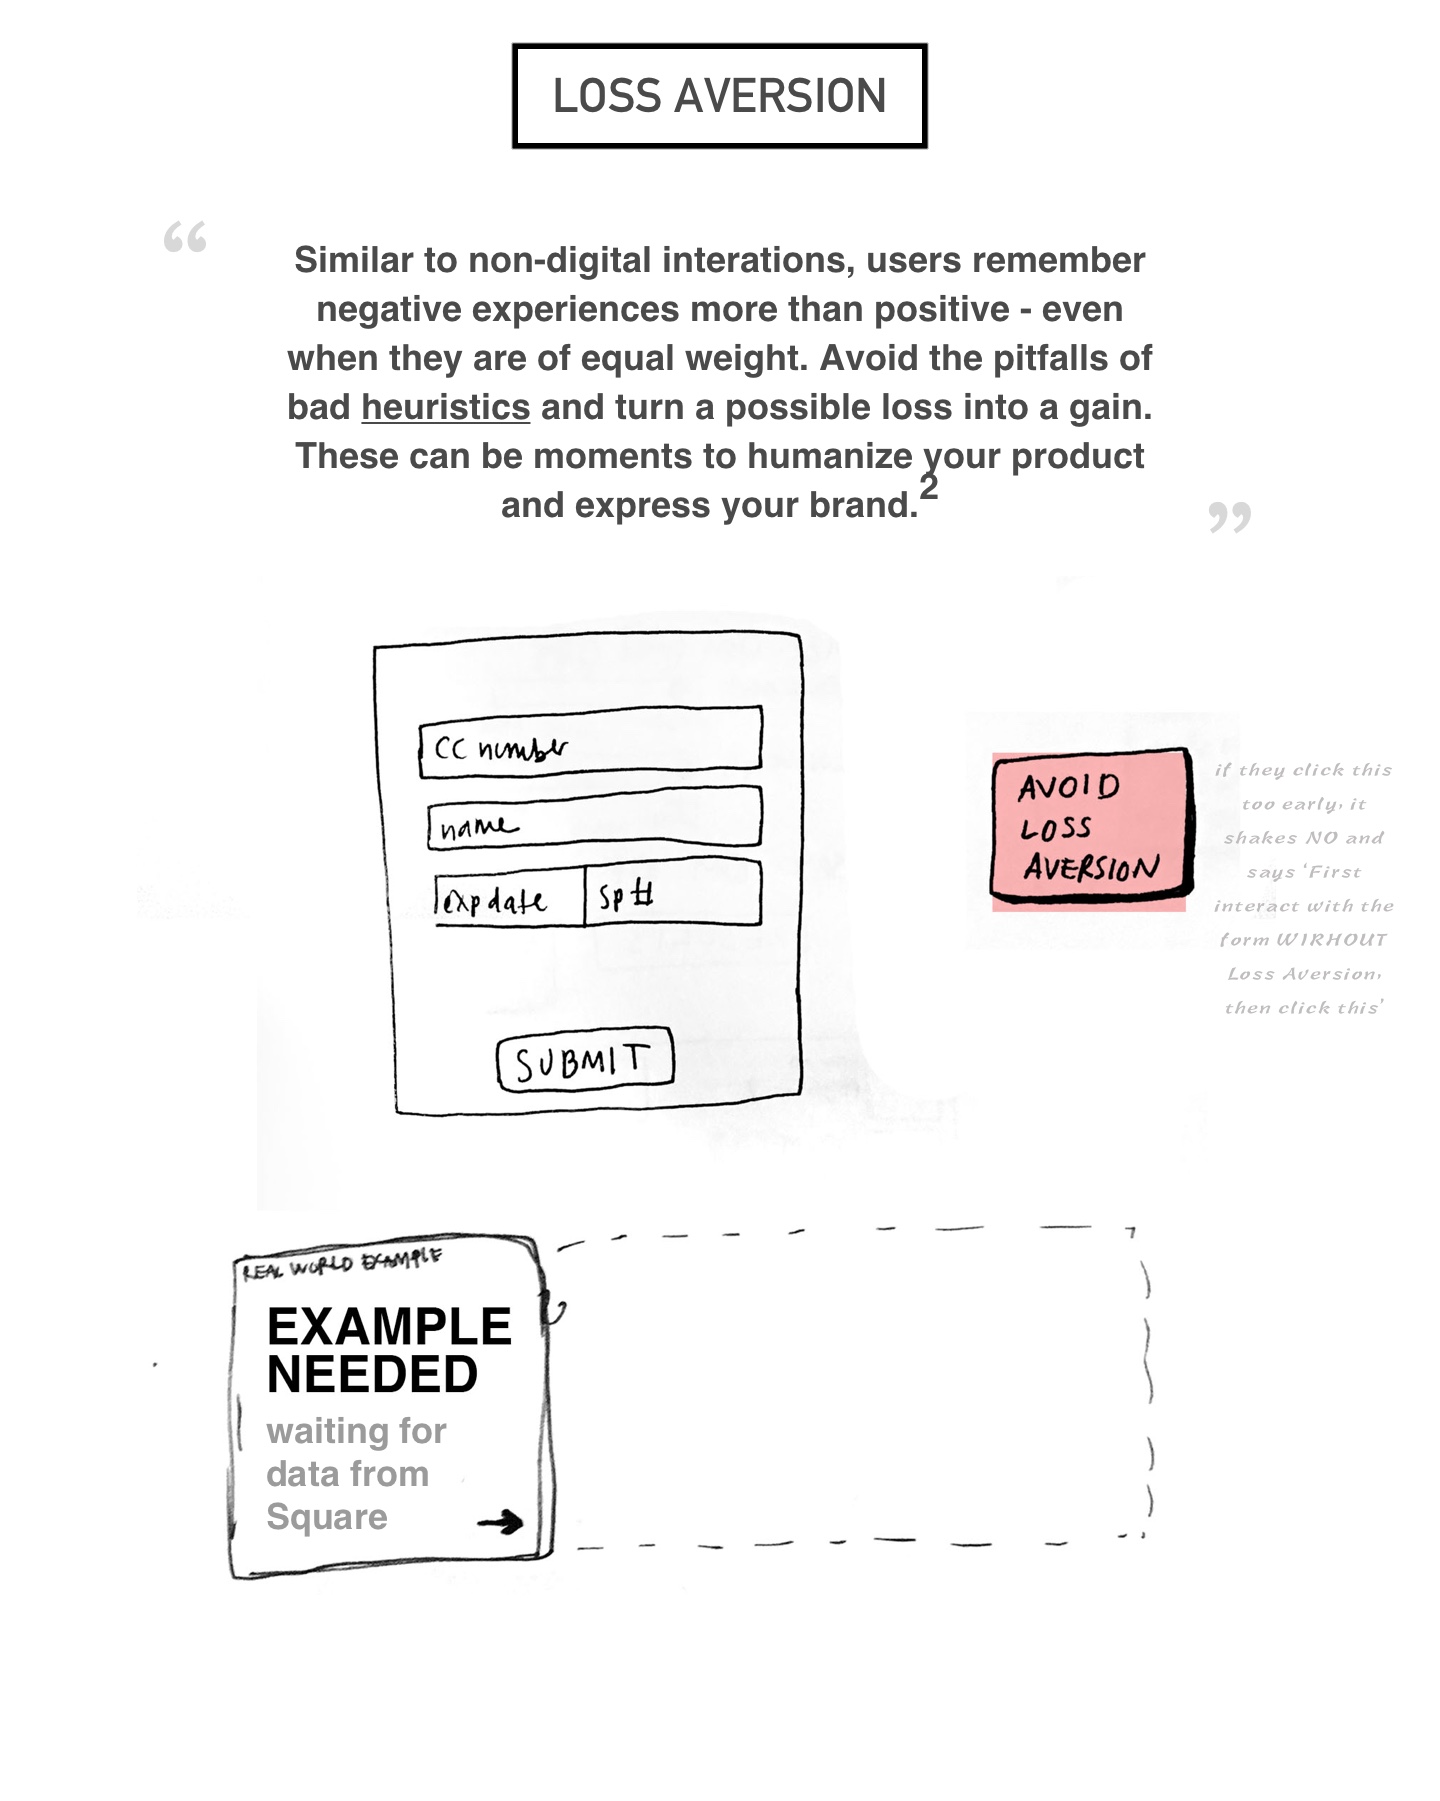 LOSS AVERSION
“
Similar to non-digital interations, users remember
negative experiences more than positive - even
when they are of equal weight. Avoid the pitfalls of
bad heuristics and turn a possible loss into a gain.
These can be moments to humanize your product
and express your brand.2
”
CC number
name
exp date sp #
SUBMIT
AVOID
LOSS
AVERSION
if they click this
too early, it
shakes NO and
says ‘First
interact with the
form WIRHOUT
Loss Aversion,
then click this’
REAL WORLD EXAMPLE
EXAMPLE
NEEDED
waiting for
data from
Square